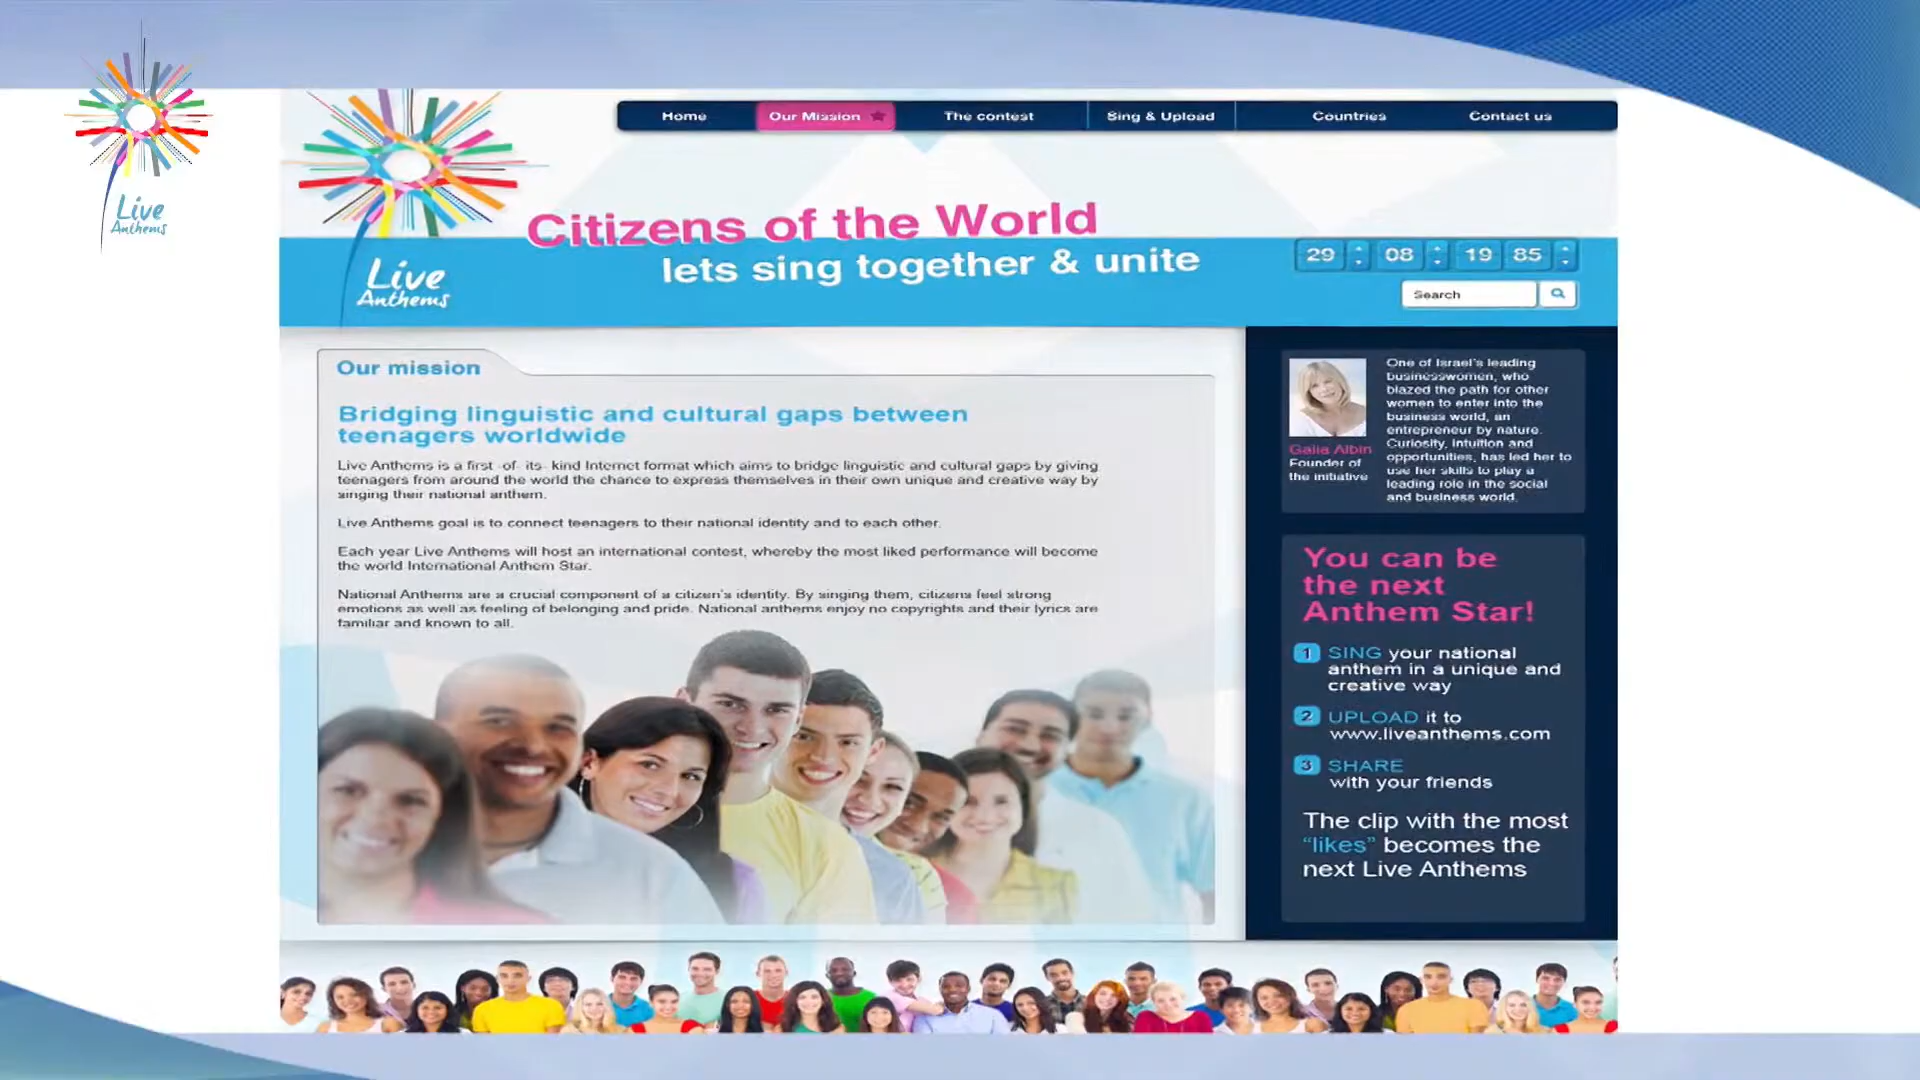 Live
Anthems
Home
Our Mission
The contest
Sing & Upload
Countries
Contact us
Citizens of the World
lets sing together & unite
Live
Anthems
29 : 08 : 19 85 :
Search
Our mission
Bridging linguistic and cultural gaps between
teenagers worldwide
Live Anthems is a first -of- its- kind Internet format which aims to bridge linguistic and cultural gaps by giving
teenagers from around the world the chance to express themselves in their own unique and creative way by
singing their national anthem.
Live Anthems goal is to connect teenagers to their national identity and to each other.
Each year Live Anthems will host an international contest, whereby the most liked performance will become
the world International Anthem Star.
National Anthems are a crucial component of a citizen's identity. By singing them, citizens feel strong
emotions as well as feeling of belonging and pride. National anthems enjoy no copyrights and their lyrics are
familiar and known to all.
Galia Albin
Founder of
the initiative
One of Israel's leading
businesswomen, who
blazed the path for other
women to enter into the
business world, an
entrepreneur by nature.
Curiosity, intuition and
opportunities, has led her to
use her skills to play a
leading role in the social
and business world.
You can be
the next
Anthem Star!
1 SING your national
anthem in a unique and
creative way
2 UPLOAD it to
www.liveanthems.com
3 SHARE
with your friends
The clip with the most
“likes” becomes the
next Live Anthems